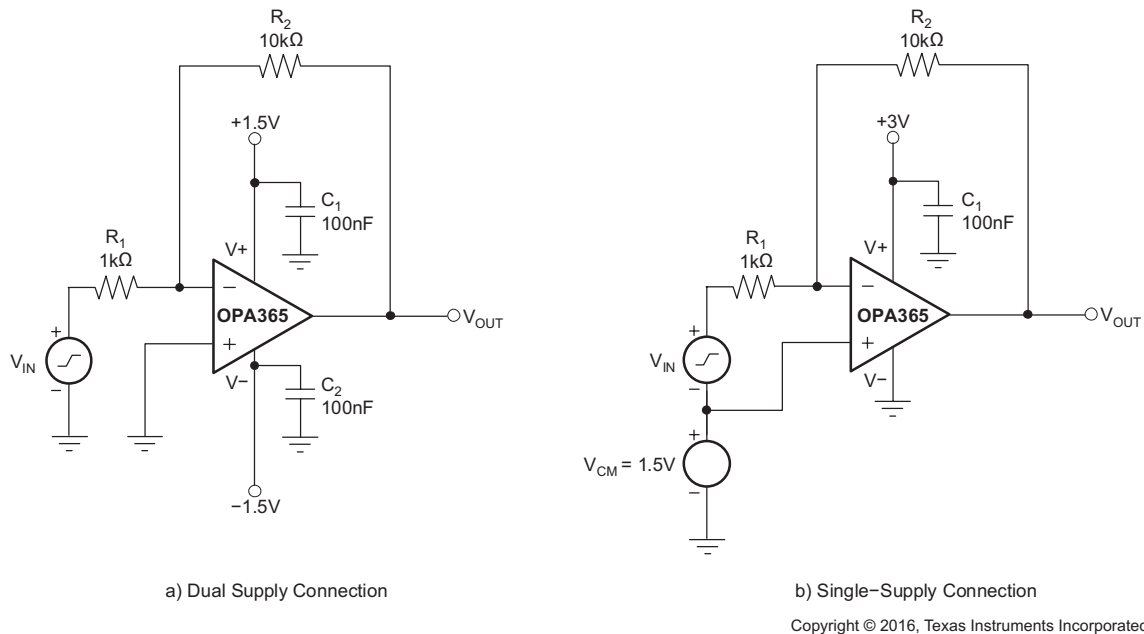 R2
10kΩ
+1.5V
C1
100nF
R1
1kΩ
V+
−
OPA365
+
VOUT
+
VIN
−
V−
C2
100nF
−1.5V
a) Dual Supply Connection
R2
10kΩ
+3V
C1
100nF
R1
1kΩ
V+
−
OPA365
+
VOUT
+
VIN
−
V−
+
VCM = 1.5V
−
b) Single−Supply Connection
Copyright © 2016, Texas Instruments Incorporated